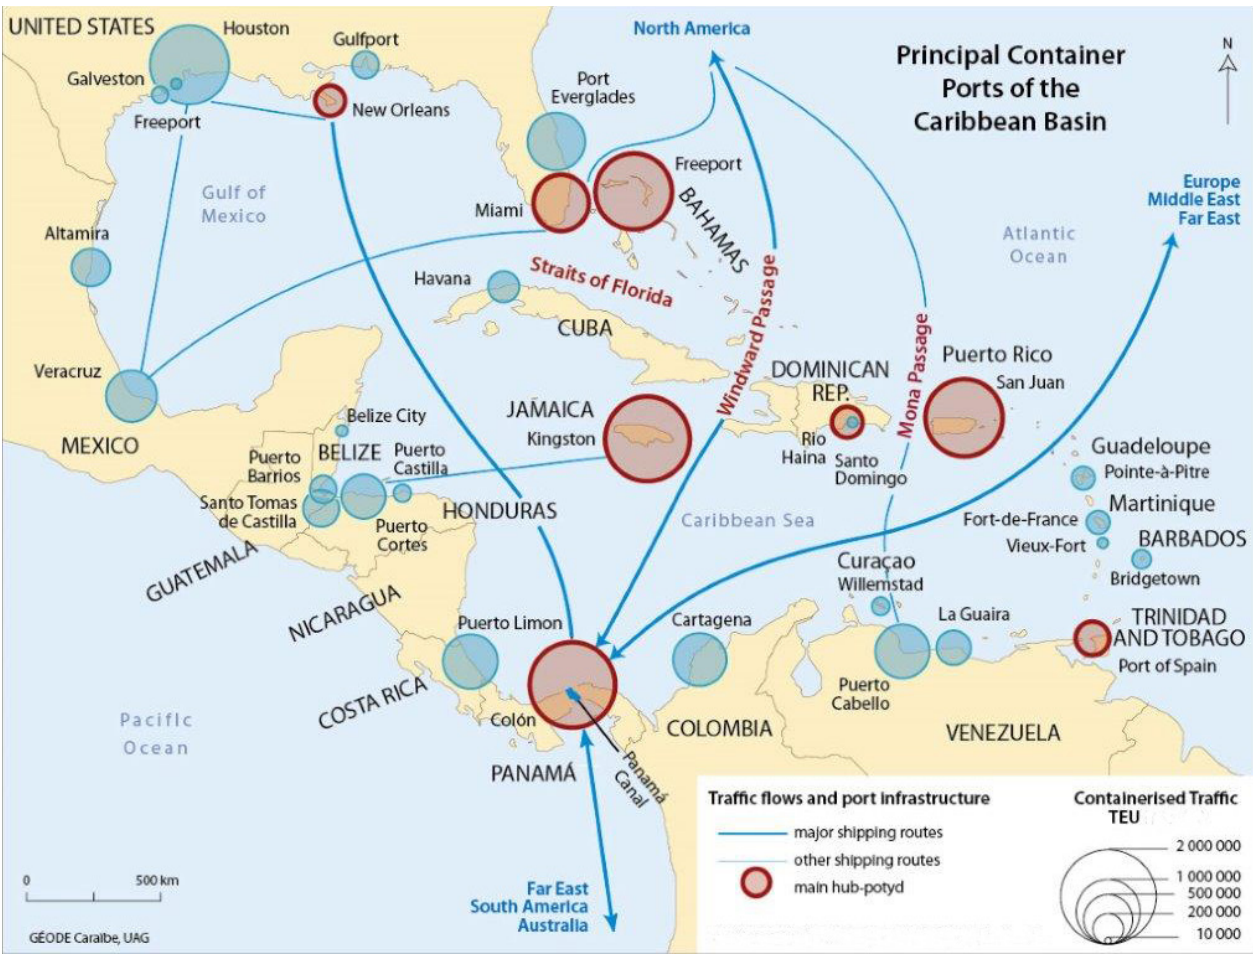 UNITED STATES
Houston
Gulfport
Galveston
Freeport
New Orleans
Port
Everglades
North America
Principal Container
Ports of the
Caribbean Basin
N
Gulf of
Mexico
Miami
Freeport
BAHAMAS
Europe
Middle East
Far East
Atlantic
Ocean
Altamira
Havana
Straits of Florida
CUBA
Windward Passage
Mona Passage
Veracruz
MEXICO
Belize City
BELIZE
Puerto
Barrios
Puerto
Castilla
Santo Tomas
de Castilla
Puerto
Cortes
HONDURAS
GUATEMALA
NICARAGUA
JAMAICA
Kingston
DOMINICAN
REP.
Rio
Haina
Santo
Domingo
Puerto Rico
San Juan
Guadeloupe
Pointe-à-Pitre
Martinique
Fort-de-France
Vieux-Fort
BARBADOS
Bridgetown
Caribbean Sea
Curaçao
Willemstad
La Guaira
TRINIDAD
AND TOBAGO
Port of Spain
Puerto Limon
Cartagena
COSTA RICA
Colón
PANAMÁ
Panamá
Canal
COLOMBIA
Puerto
Cabello
VENEZUELA
Pacific
Ocean
Far East
South America
Australia
0
500 km
GÉODE Caraïbe, UAG
Traffic flows and port infrastructure
major shipping routes
other shipping routes
main hub-potyd
Containerised Traffic
TEU
2 000 000
1 000 000
500 000
200 000
10 000